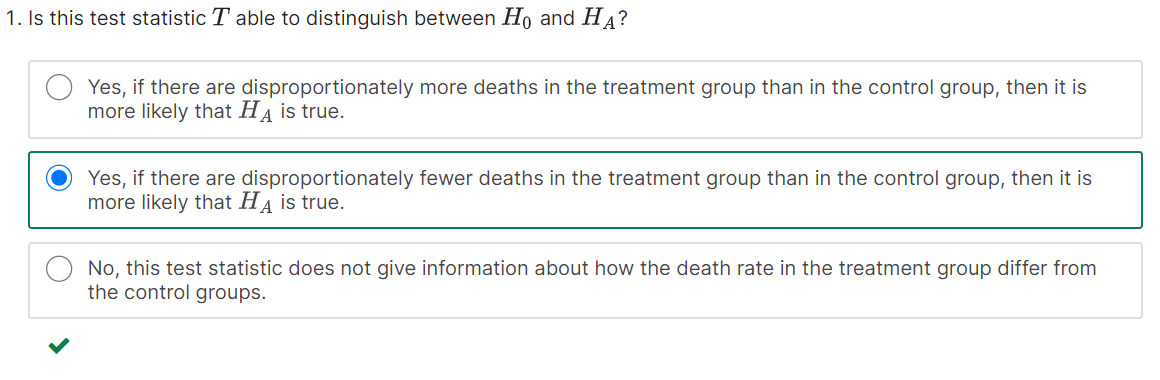 1. Is this test statistic T able to distinguish between H₀ and H_A?
Yes, if there are disproportionately more deaths in the treatment group than in the control group, then it is
more likely that H_A is true.
Yes, if there are disproportionately fewer deaths in the treatment group than in the control group, then it is
more likely that H_A is true.
No, this test statistic does not give information about how the death rate in the treatment group differ from
the control groups.